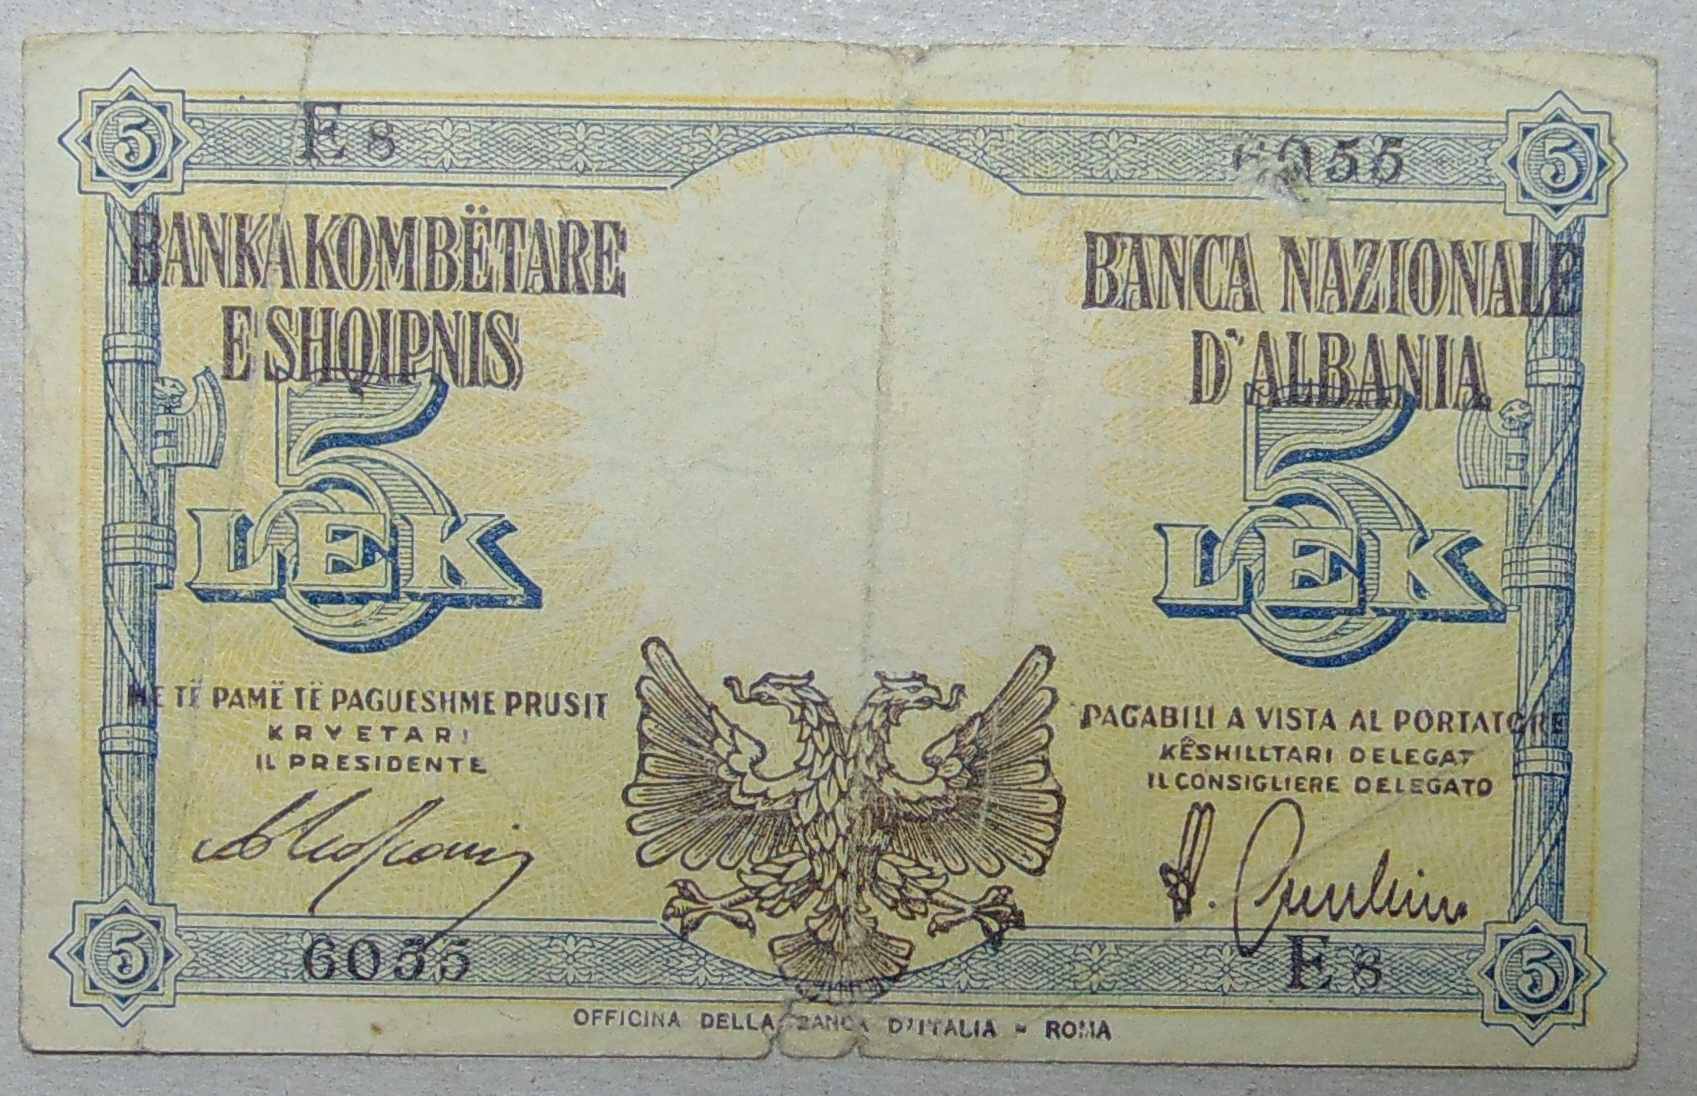 5
E 8
6055
5
BANKA KOMBËTARE
E SHQIPNIS
BANCA NAZIONALE
D'ALBANIA
5
LEK
5
LEK
ME TË PAMË TË PAGUESHME PRUSIT
KRYETARI
IL PRESIDENTE
PAGABILI A VISTA AL PORTATORE
KËSHILLTARI DELEGAT
IL CONSIGLIERE DELEGATO
5
6055
E 8
5
OFFICINA DELLA BANCA D'ITALIA - ROMA